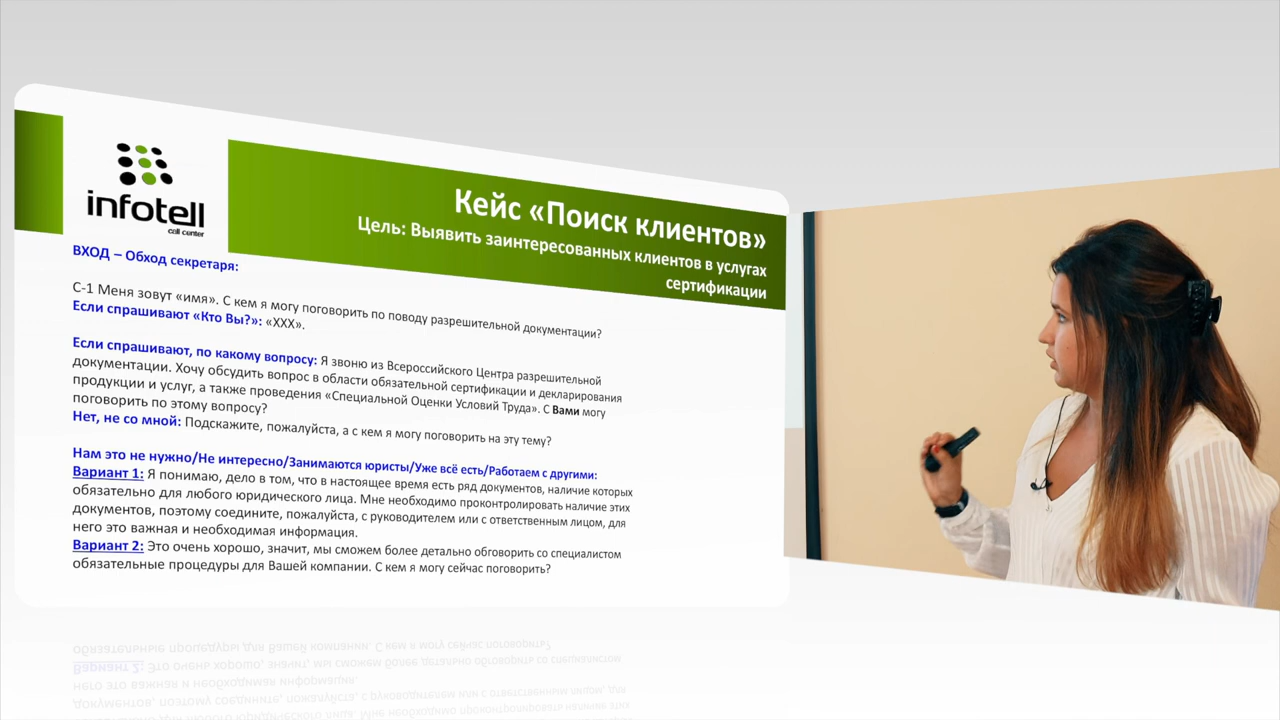 infotell
call center
Кейс «Поиск клиентов»
Цель: Выявить заинтересованных клиентов в услугах
сертификации
ВХОД – Обход секретаря:
С-1 Меня зовут «имя». С кем я могу поговорить по поводу разрешительной документации?
Если спрашивают «Кто Вы?»: «ХХХ».
Если спрашивают, по какому вопросу: Я звоню из Всероссийского Центра разрешительной
документации. Хочу обсудить вопрос в области обязательной сертификации и декларирования
продукции и услуг, а также проведения «Специальной Оценки Условий Труда». С Вами могу
поговорить по этому вопросу?
Нет, не со мной: Подскажите, пожалуйста, а с кем я могу поговорить на эту тему?
Нам это не нужно/Не интересно/Занимаются юристы/Уже всё есть/Работаем с другими:
Вариант 1: Я понимаю, дело в том, что в настоящее время есть ряд документов, наличие которых
обязательно для любого юридического лица. Мне необходимо проконтролировать наличие этих
документов, поэтому соедините, пожалуйста, с руководителем или с ответственным лицом, для
него это важная и необходимая информация.
Вариант 2: Это очень хорошо, значит, мы сможем более детально обговорить со специалистом
обязательные процедуры для Вашей компании. С кем я могу сейчас поговорить?